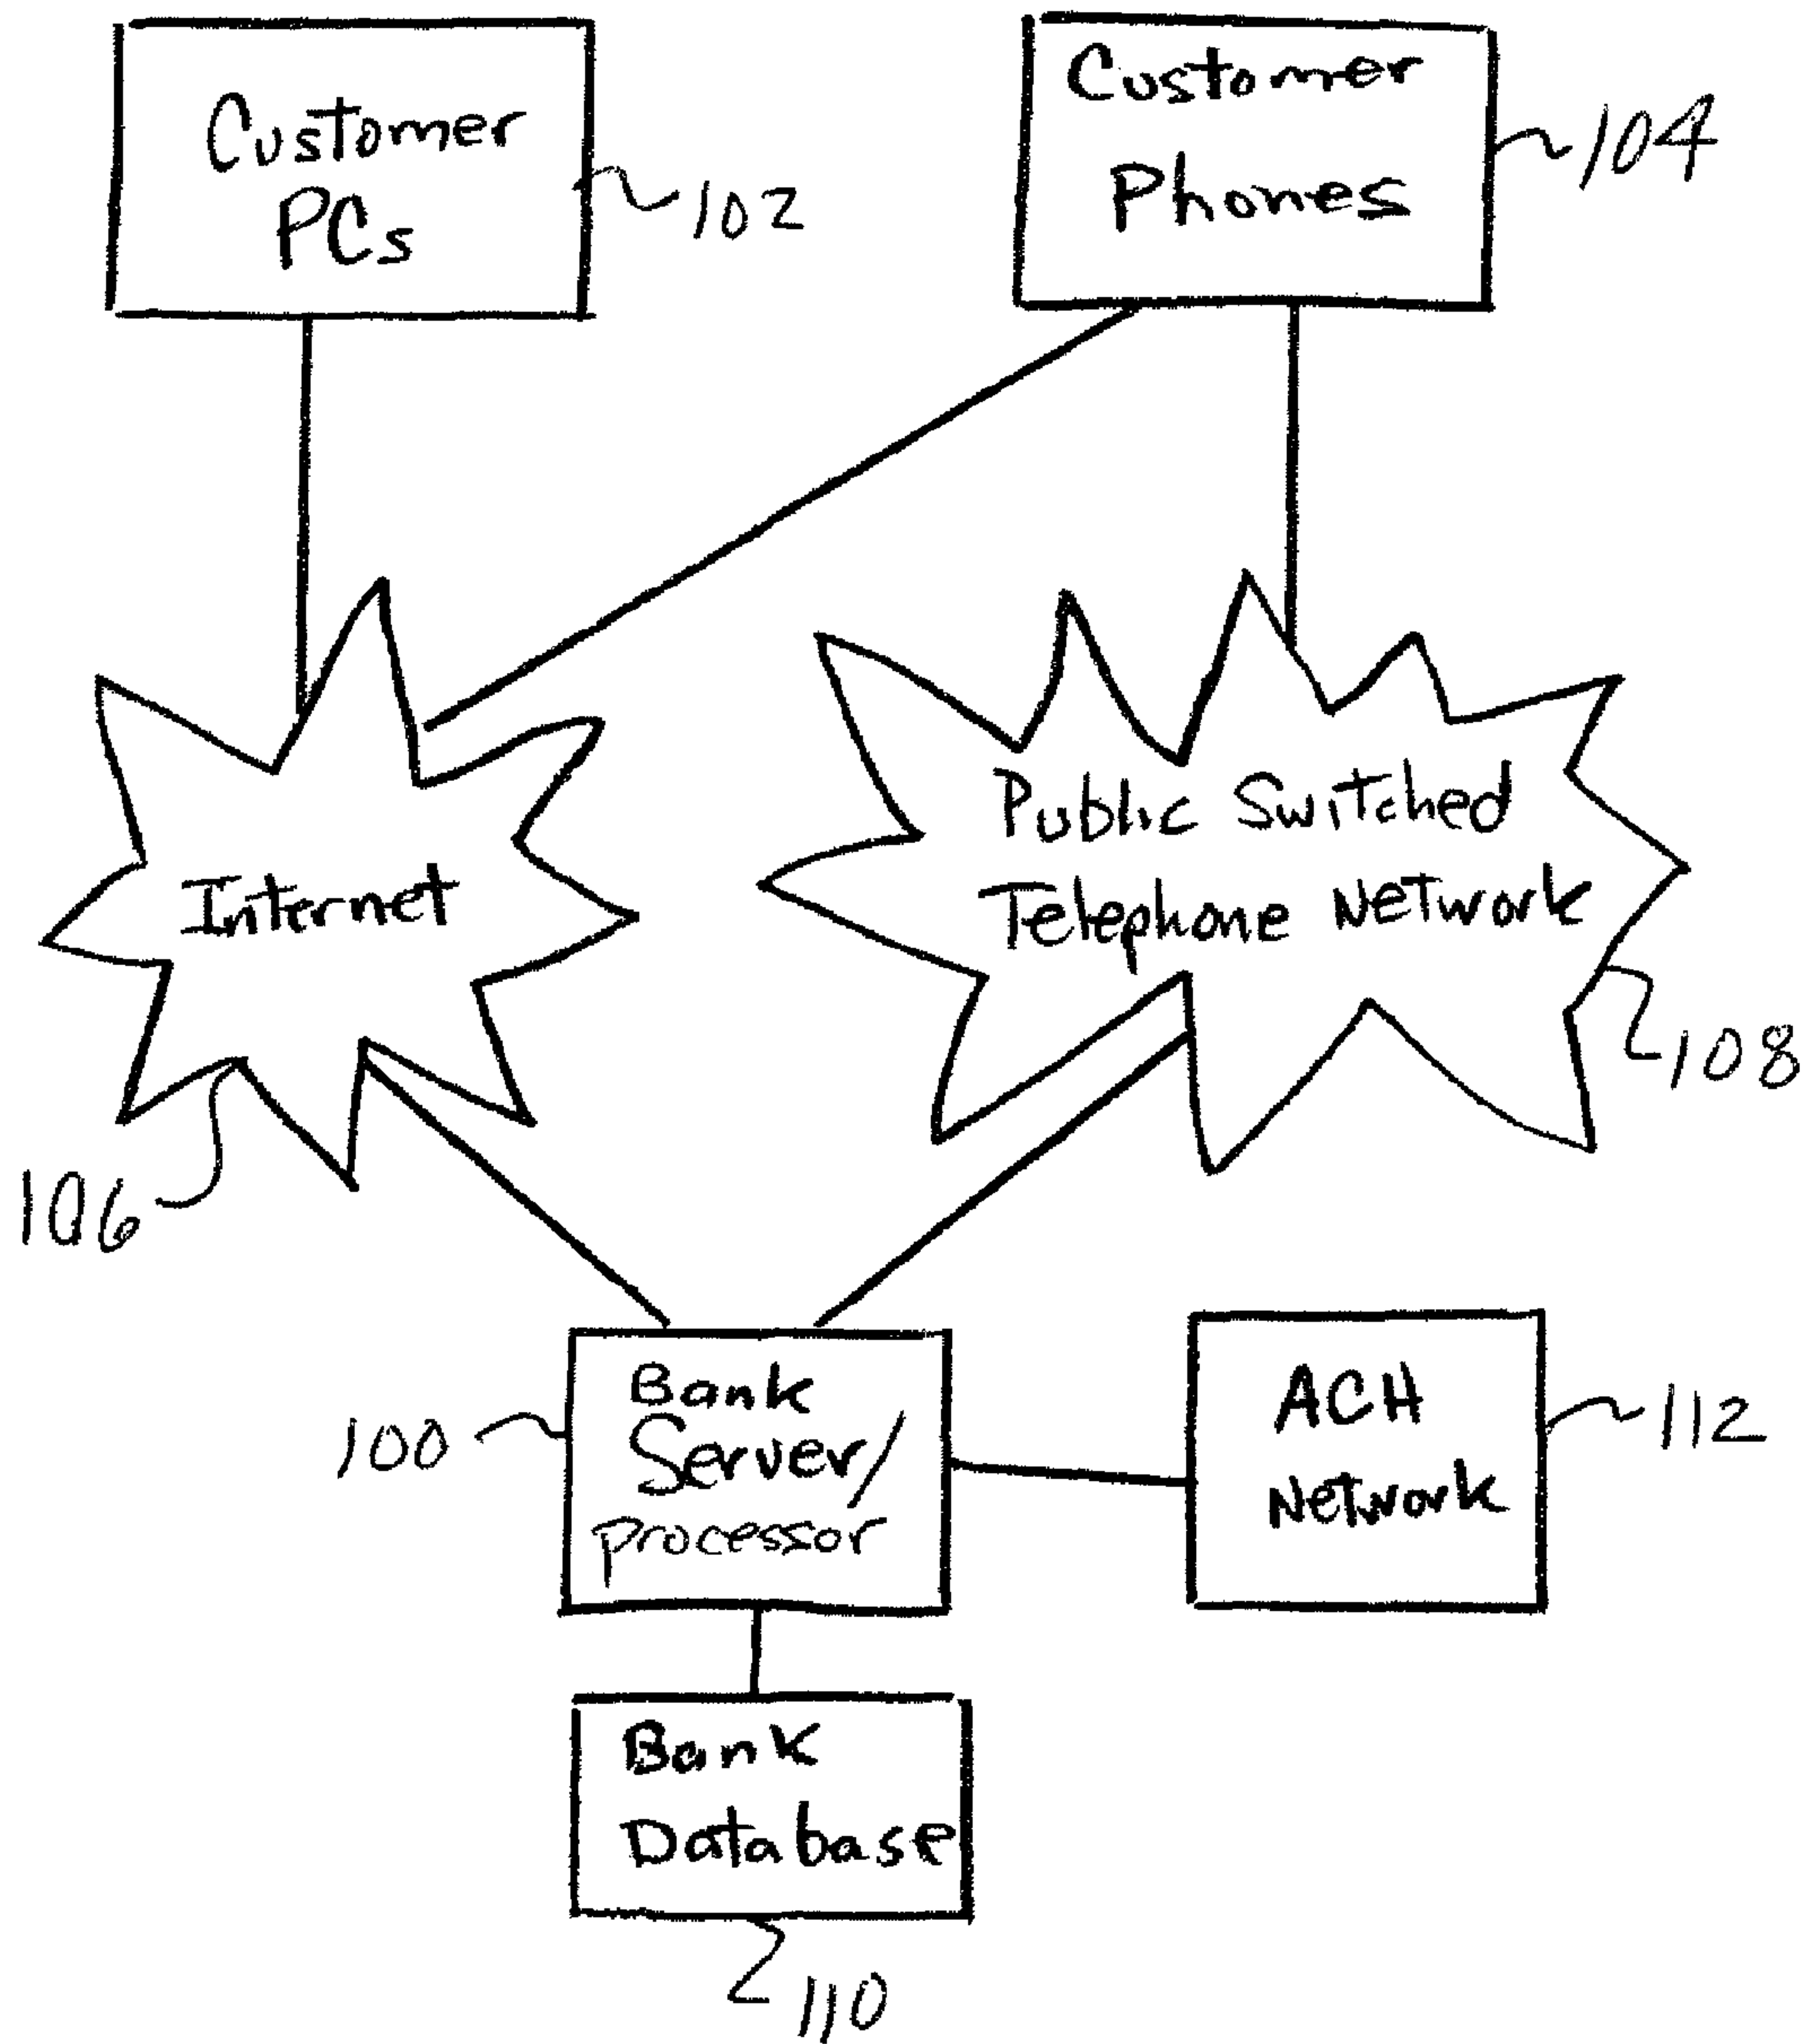 Customer
PCs
102
Customer
Phones
104
Internet
106
Public Switched
Telephone Network
108
Bank
Server/
processor
100
ACH
Network
112
Bank
Database
110